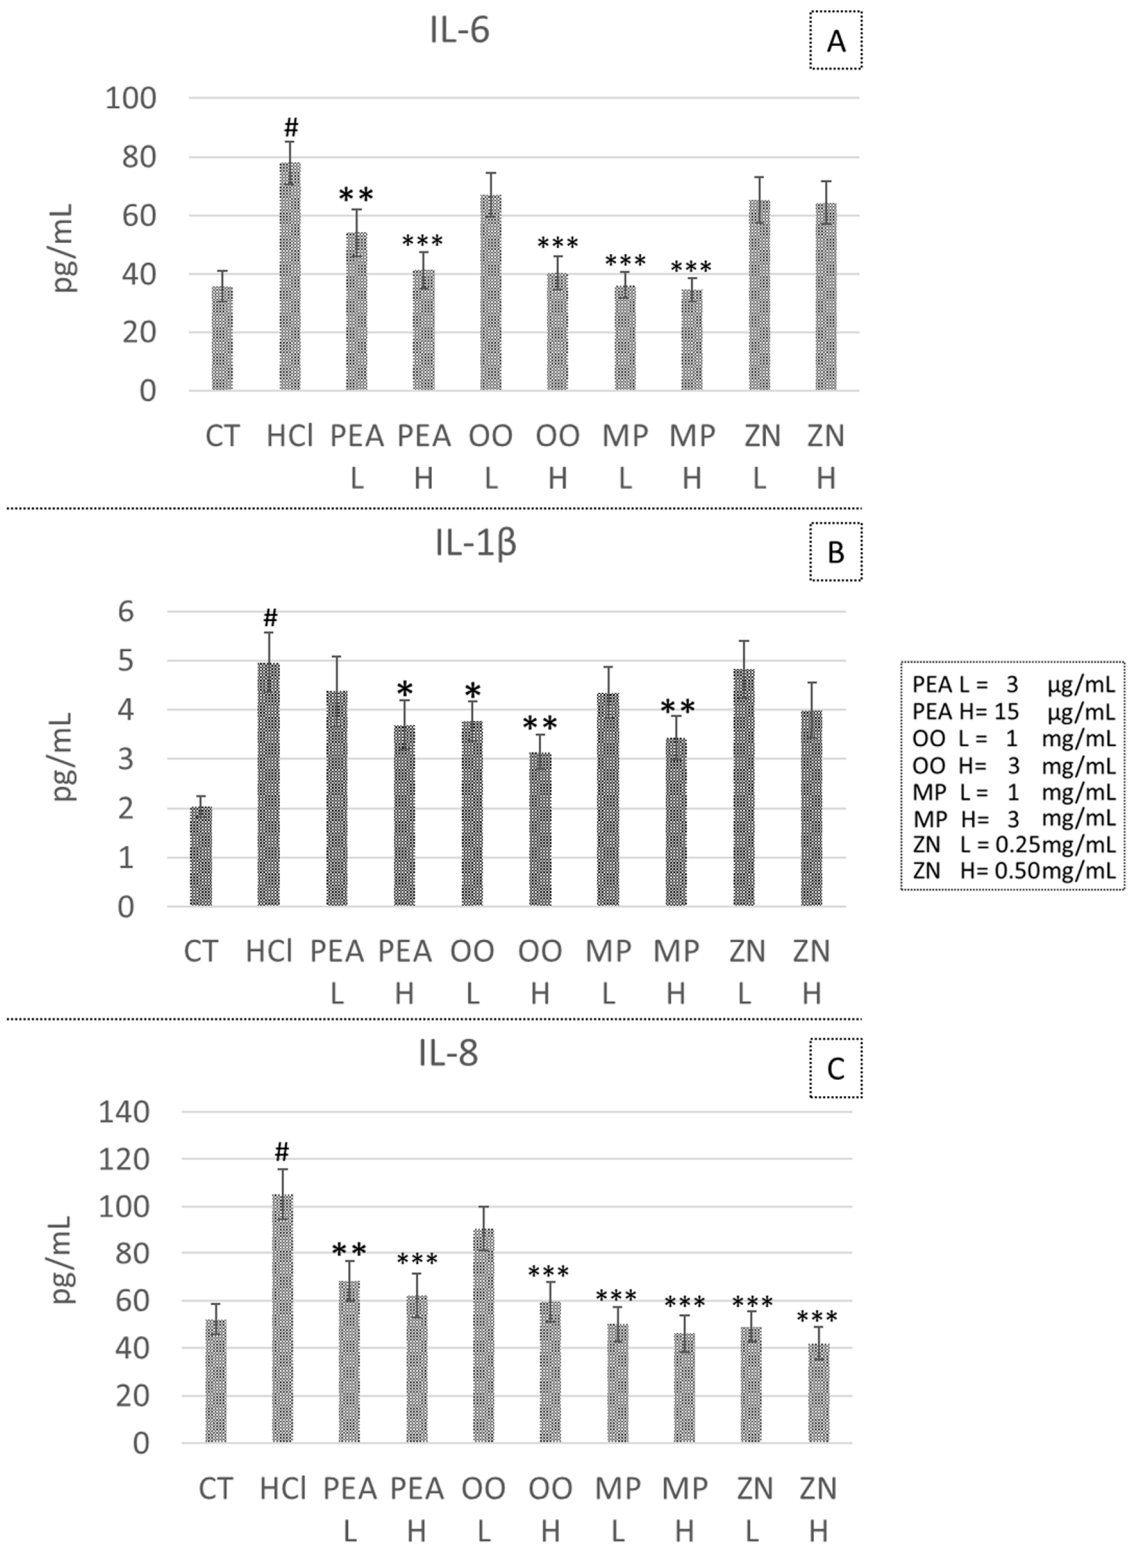 IL-6
A
100
#
80
**
pg/mL
60
***
***
***
***
40
20
0
CT HCl PEA PEA OO OO MP MP ZN ZN
L H L H L H L H
IL-1β
B
6
#
5
*
*
**
**
pg/mL
4
3
2
1
0
CT HCl PEA PEA OO OO MP MP ZN ZN
L H L H L H L H
PEA L = 3 µg/mL
PEA H= 15 µg/mL
OO L = 1 mg/mL
OO H= 3 mg/mL
MP L = 1 mg/mL
MP H= 3 mg/mL
ZN L = 0.25mg/mL
ZN H= 0.50mg/mL
IL-8
C
140
120
#
100
pg/mL
80
**
***
***
***
***
***
***
60
40
20
0
CT HCl PEA PEA OO OO MP MP ZN ZN
L H L H L H L H